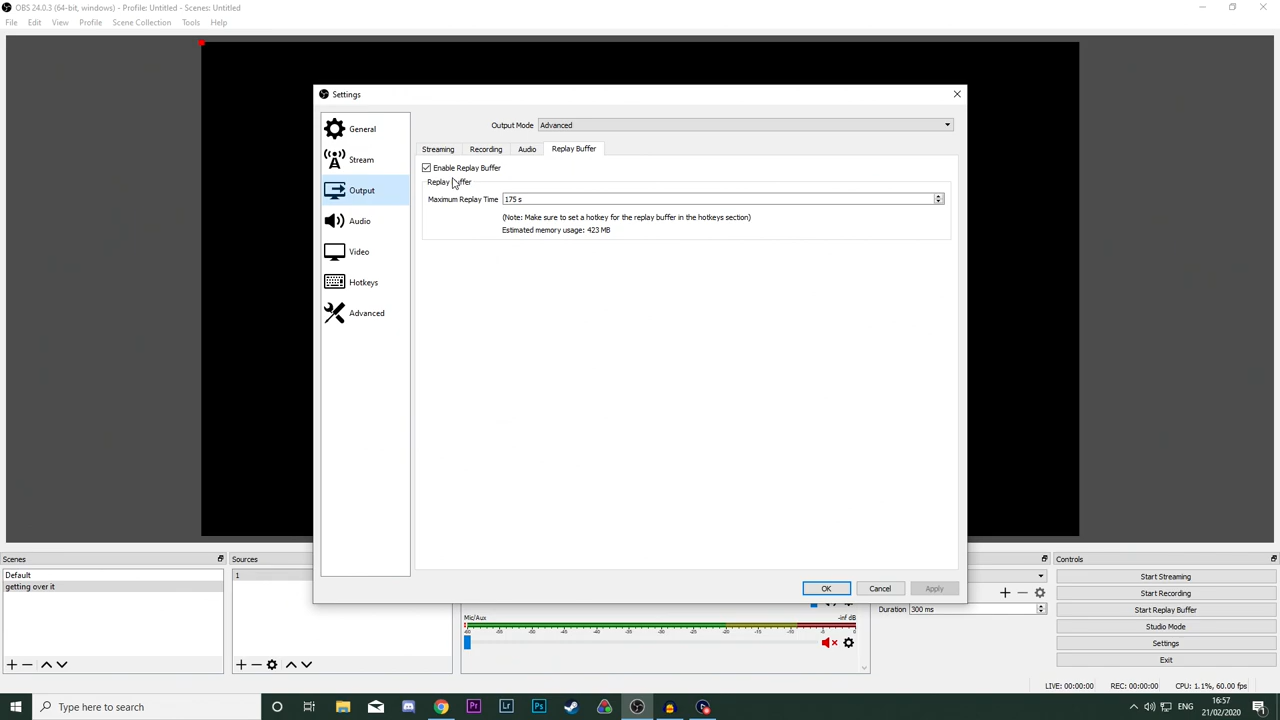 OBS 24.0.3 (64-bit, windows) - Profile: Untitled - Scenes: Untitled
File Edit View Profile Scene Collection Tools Help
Settings
General
Stream
Output
Audio
Video
Hotkeys
Advanced
Output Mode Advanced
Streaming Recording Audio Replay Buffer
Enable Replay Buffer
Maximum Replay Time 175 s
(Note: Make sure to set a hotkey for the replay buffer in the hotkeys section)
Estimated memory usage: 423 MB
OK Cancel Apply
Scenes
Default
getting over it
Sources
1
Mic/Aux
-inf dB
Duration 300 ms
Controls
Start Streaming
Start Recording
Start Replay Buffer
Studio Mode
Settings
Exit
LIVE: 00:00:00 REC: 00:00:00 CPU: 1.1%, 60.00 fps
Type here to search
ENG
16:57
21/02/2020